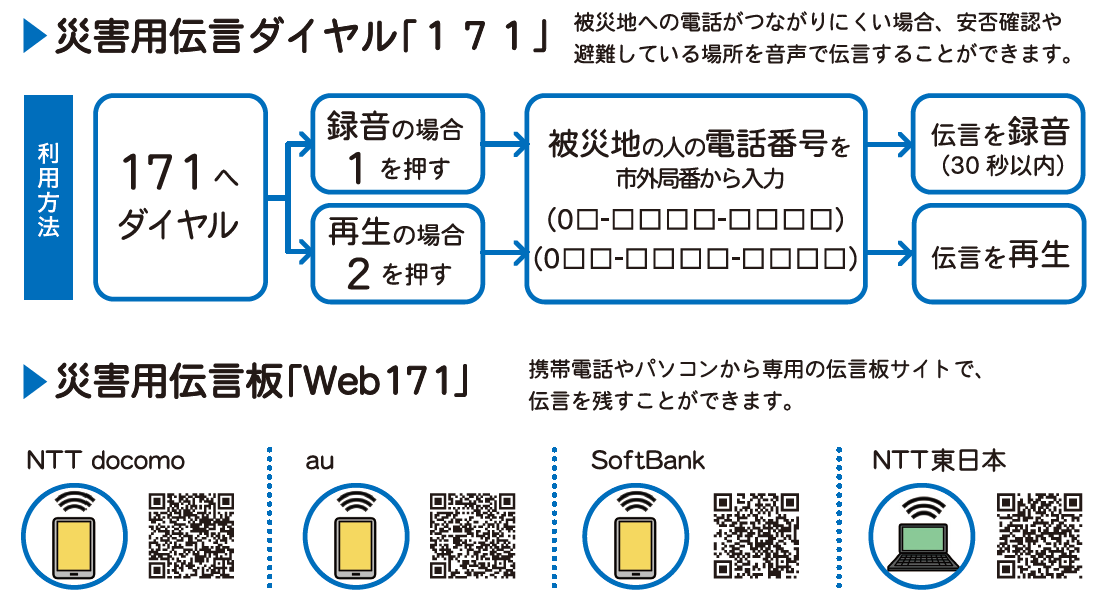 災害用伝言ダイヤル「１７１」
被災地への電話がつながりにくい場合、安否確認や
避難している場所を音声で伝言することができます。
利用方法
171へ
ダイヤル
録音の場合
1を押す
再生の場合
2を押す
被災地の人の電話番号を
市外局番から入力
(0□-□□□□-□□□□)
(0□□-□□□□-□□□□)
伝言を録音
(30秒以内)
伝言を再生
災害用伝言板「Web171」
携帯電話やパソコンから専用の伝言板サイトで、
伝言を残すことができます。
NTT docomo
au
SoftBank
NTT東日本